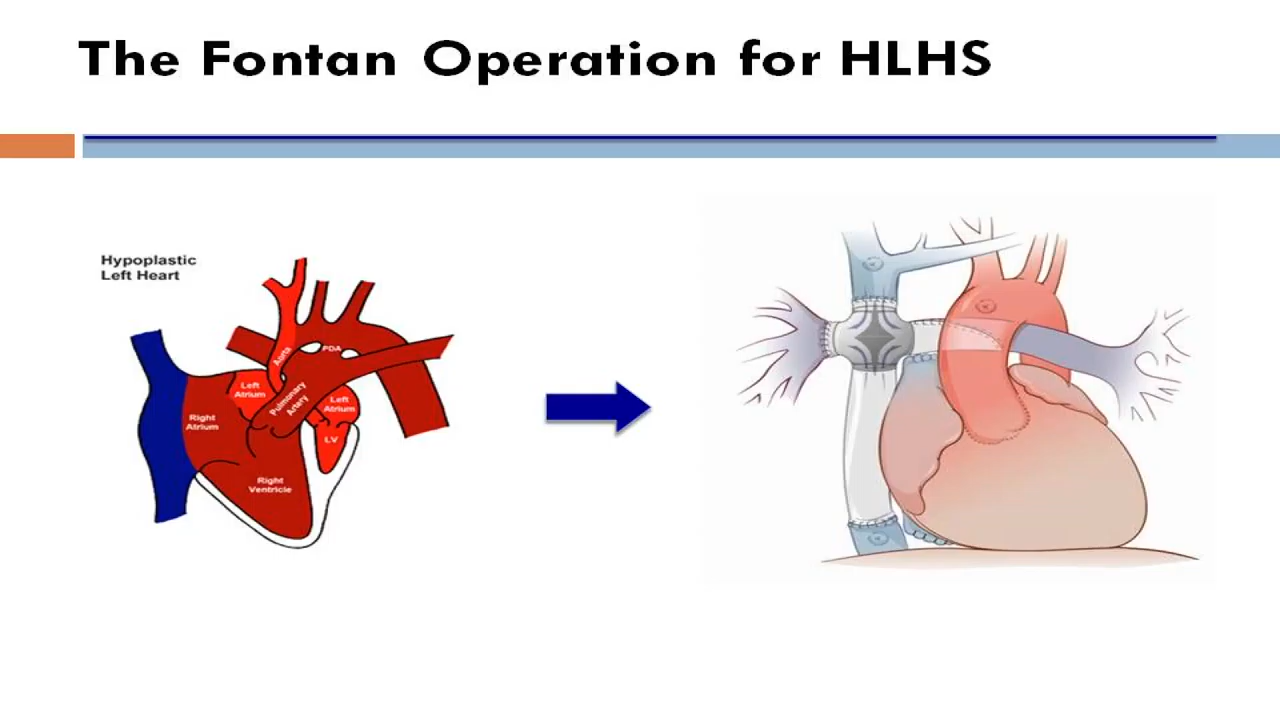 The Fontan Operation for HLHS
Hypoplastic
Left Heart
Aorta
PDA
Left
Atrium
Pulmonary
Artery
Left
Atrium
Right
Atrium
LV
Right
Ventricle